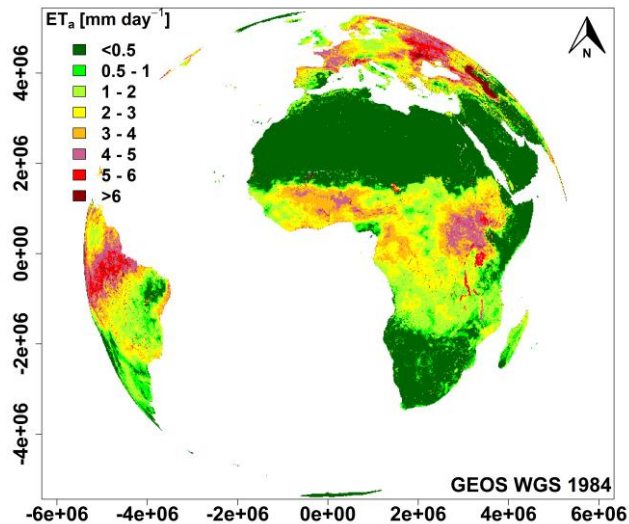 ETₐ [mm day⁻¹]
<0.5
0.5 - 1
1 - 2
2 - 3
3 - 4
4 - 5
5 - 6
>6
N
4e+06
2e+06
0e+00
-2e+06
-4e+06
GEOS WGS 1984
-6e+06 -4e+06 -2e+06 0e+00 2e+06 4e+06 6e+06